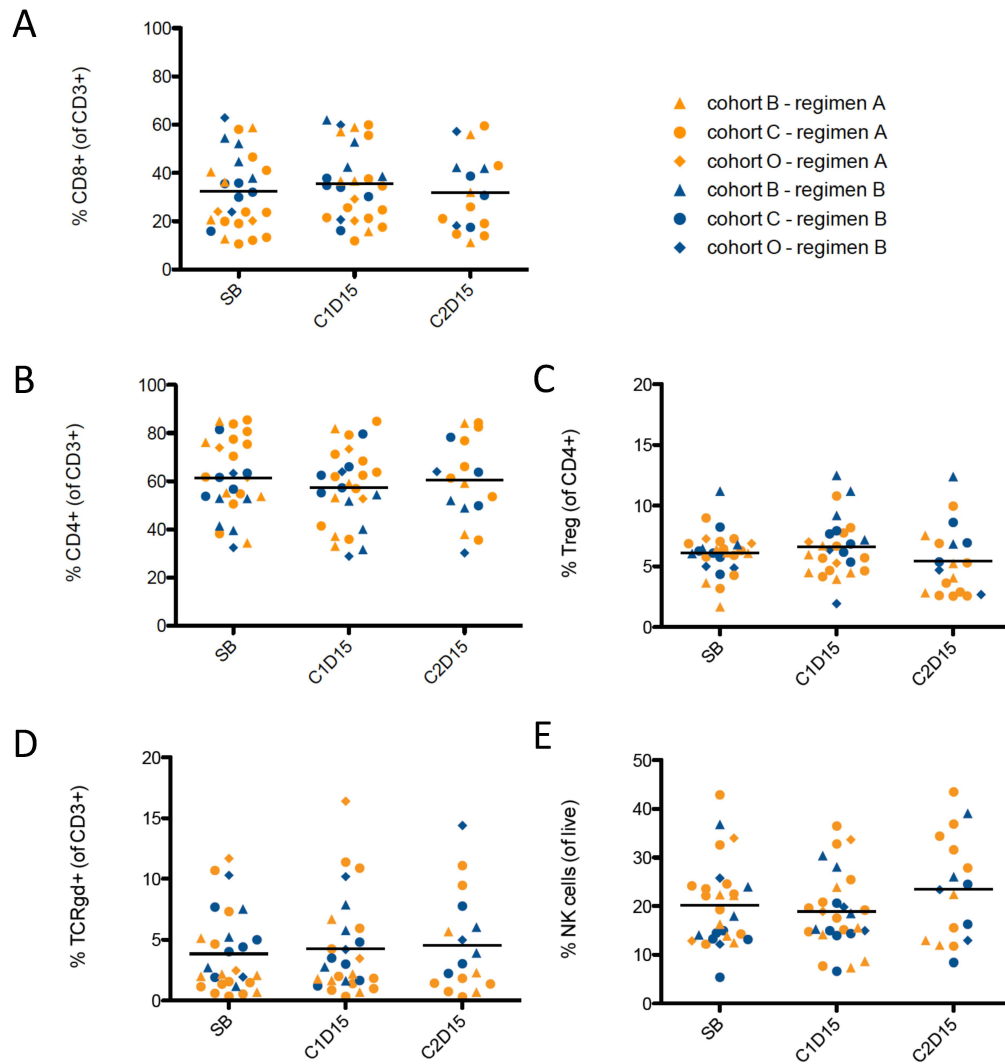 A
% CD8+ (of CD3+)
100
80
60
40
20
0
SB
C1D15
C2D15
cohort B - regimen A
cohort C - regimen A
cohort O - regimen A
cohort B - regimen B
cohort C - regimen B
cohort O - regimen B
B
% CD4+ (of CD3+)
100
80
60
40
20
0
SB
C1D15
C2D15
C
% Treg (of CD4+)
20
15
10
5
0
SB
C1D15
C2D15
D
% TCRgd+ (of CD3+)
20
15
10
5
0
SB
C1D15
C2D15
E
% NK cells (of live)
50
40
30
20
10
0
SB
C1D15
C2D15